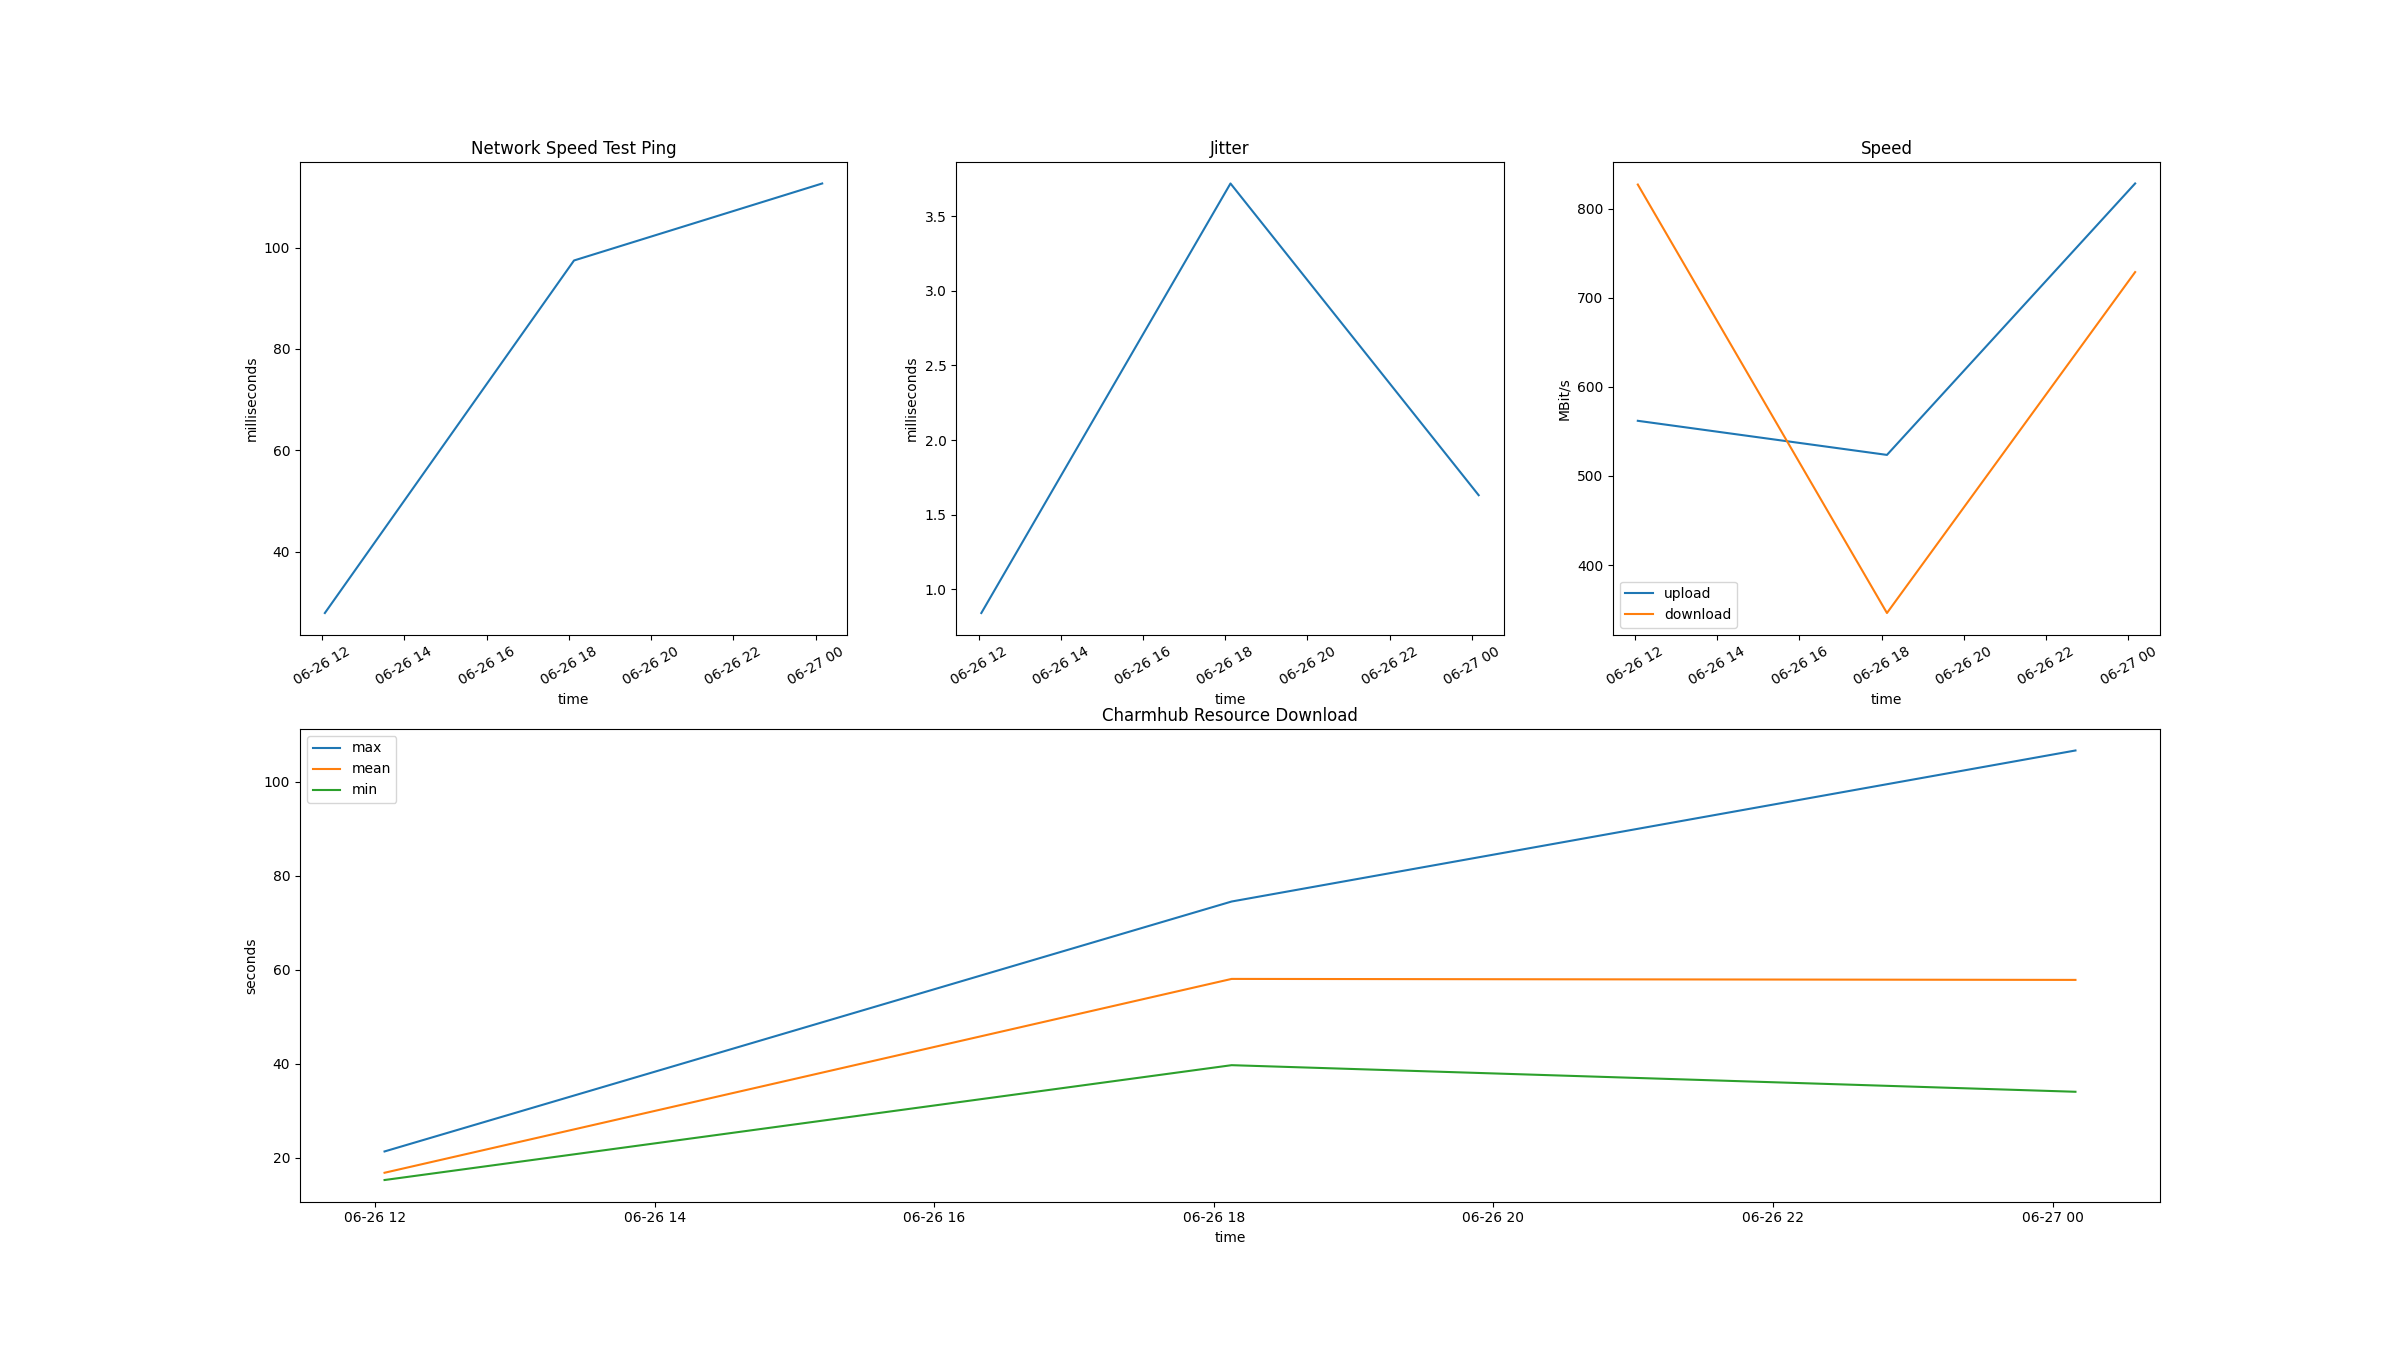 Network Speed Test Ping
milliseconds
100
80
60
40
06-26 12
06-26 14
06-26 16
06-26 18
06-26 20
06-26 22
06-27 00
time
Jitter
milliseconds
3.5
3.0
2.5
2.0
1.5
1.0
06-26 12
06-26 14
06-26 16
06-26 18
06-26 20
06-26 22
06-27 00
time
Speed
MBit/s
800
700
600
500
400
upload
download
06-26 12
06-26 14
06-26 16
06-26 18
06-26 20
06-26 22
06-27 00
time
Charmhub Resource Download
max
mean
min
seconds
100
80
60
40
20
06-26 12
06-26 14
06-26 16
06-26 18
06-26 20
06-26 22
06-27 00
time